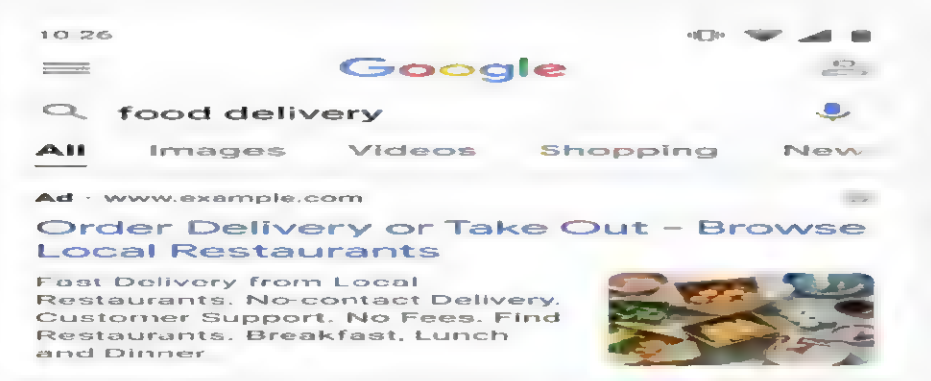 10:26
Google
food delivery
All Images Videos Shopping New
Ad · www.example.com
Order Delivery or Take Out – Browse
Local Restaurants
Fast Delivery from Local
Restaurants. No-contact Delivery.
Customer Support. No Fees. Find
Restaurants. Breakfast, Lunch
and Dinner